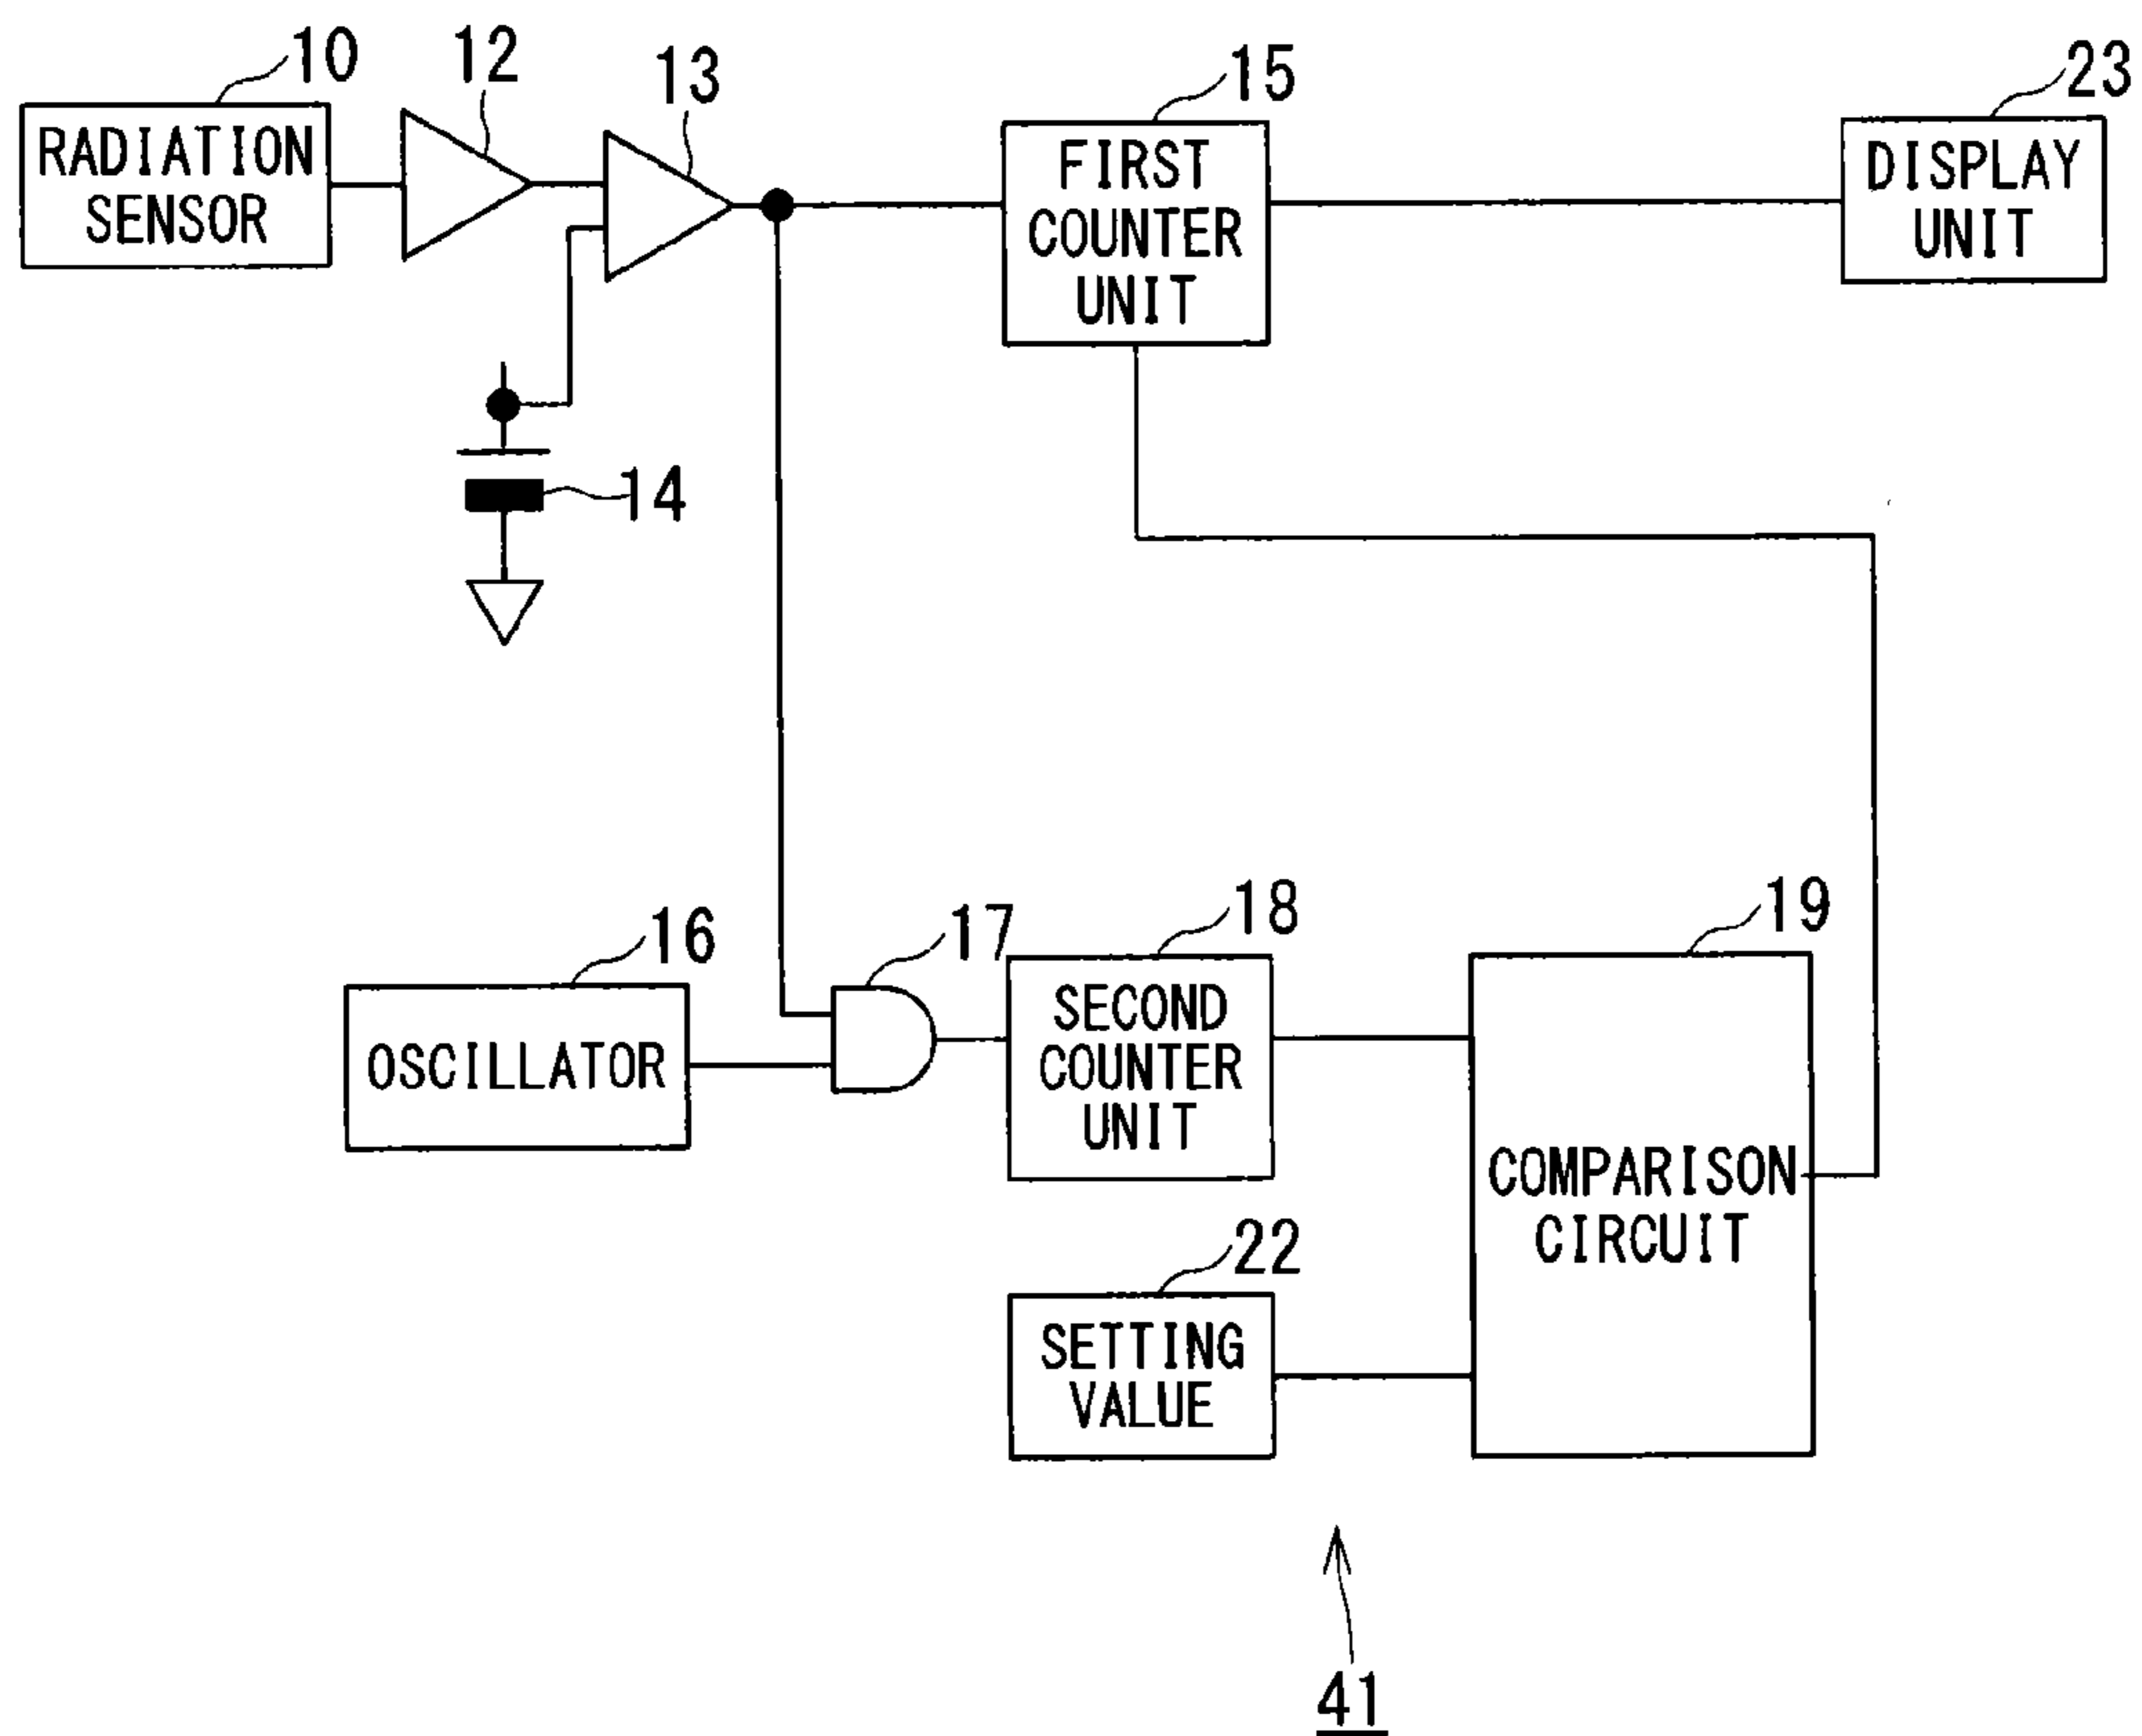 10
12
13
15
23
RADIATION
SENSOR
FIRST
COUNTER
UNIT
DISPLAY
UNIT
14
16
17
18
19
OSCILLATOR
SECOND
COUNTER
UNIT
COMPARISON
CIRCUIT
22
SETTING
VALUE
41